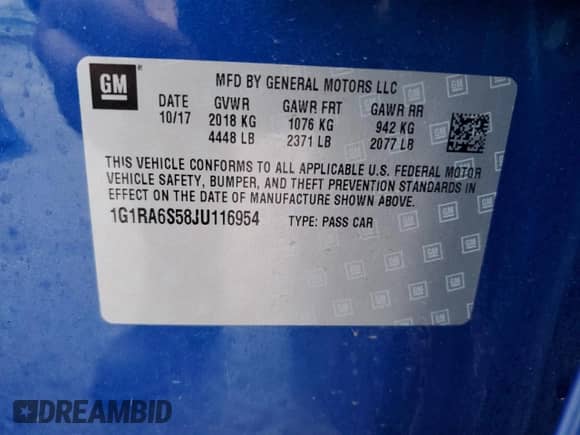 GM
MFD BY GENERAL MOTORS LLC
DATE GVWR GAWR FRT GAWR RR
10/17 2018 KG 1076 KG 942 KG
4448 LB 2371 LB 2077 LB
THIS VEHICLE CONFORMS TO ALL APPLICABLE U.S. FEDERAL MOTOR
VEHICLE SAFETY, BUMPER, AND THEFT PREVENTION STANDARDS IN
EFFECT ON THE DATE OF MANUFACTURE SHOWN ABOVE.
1G1RA6S58JU116954 TYPE: PASS CAR
DREAMBID